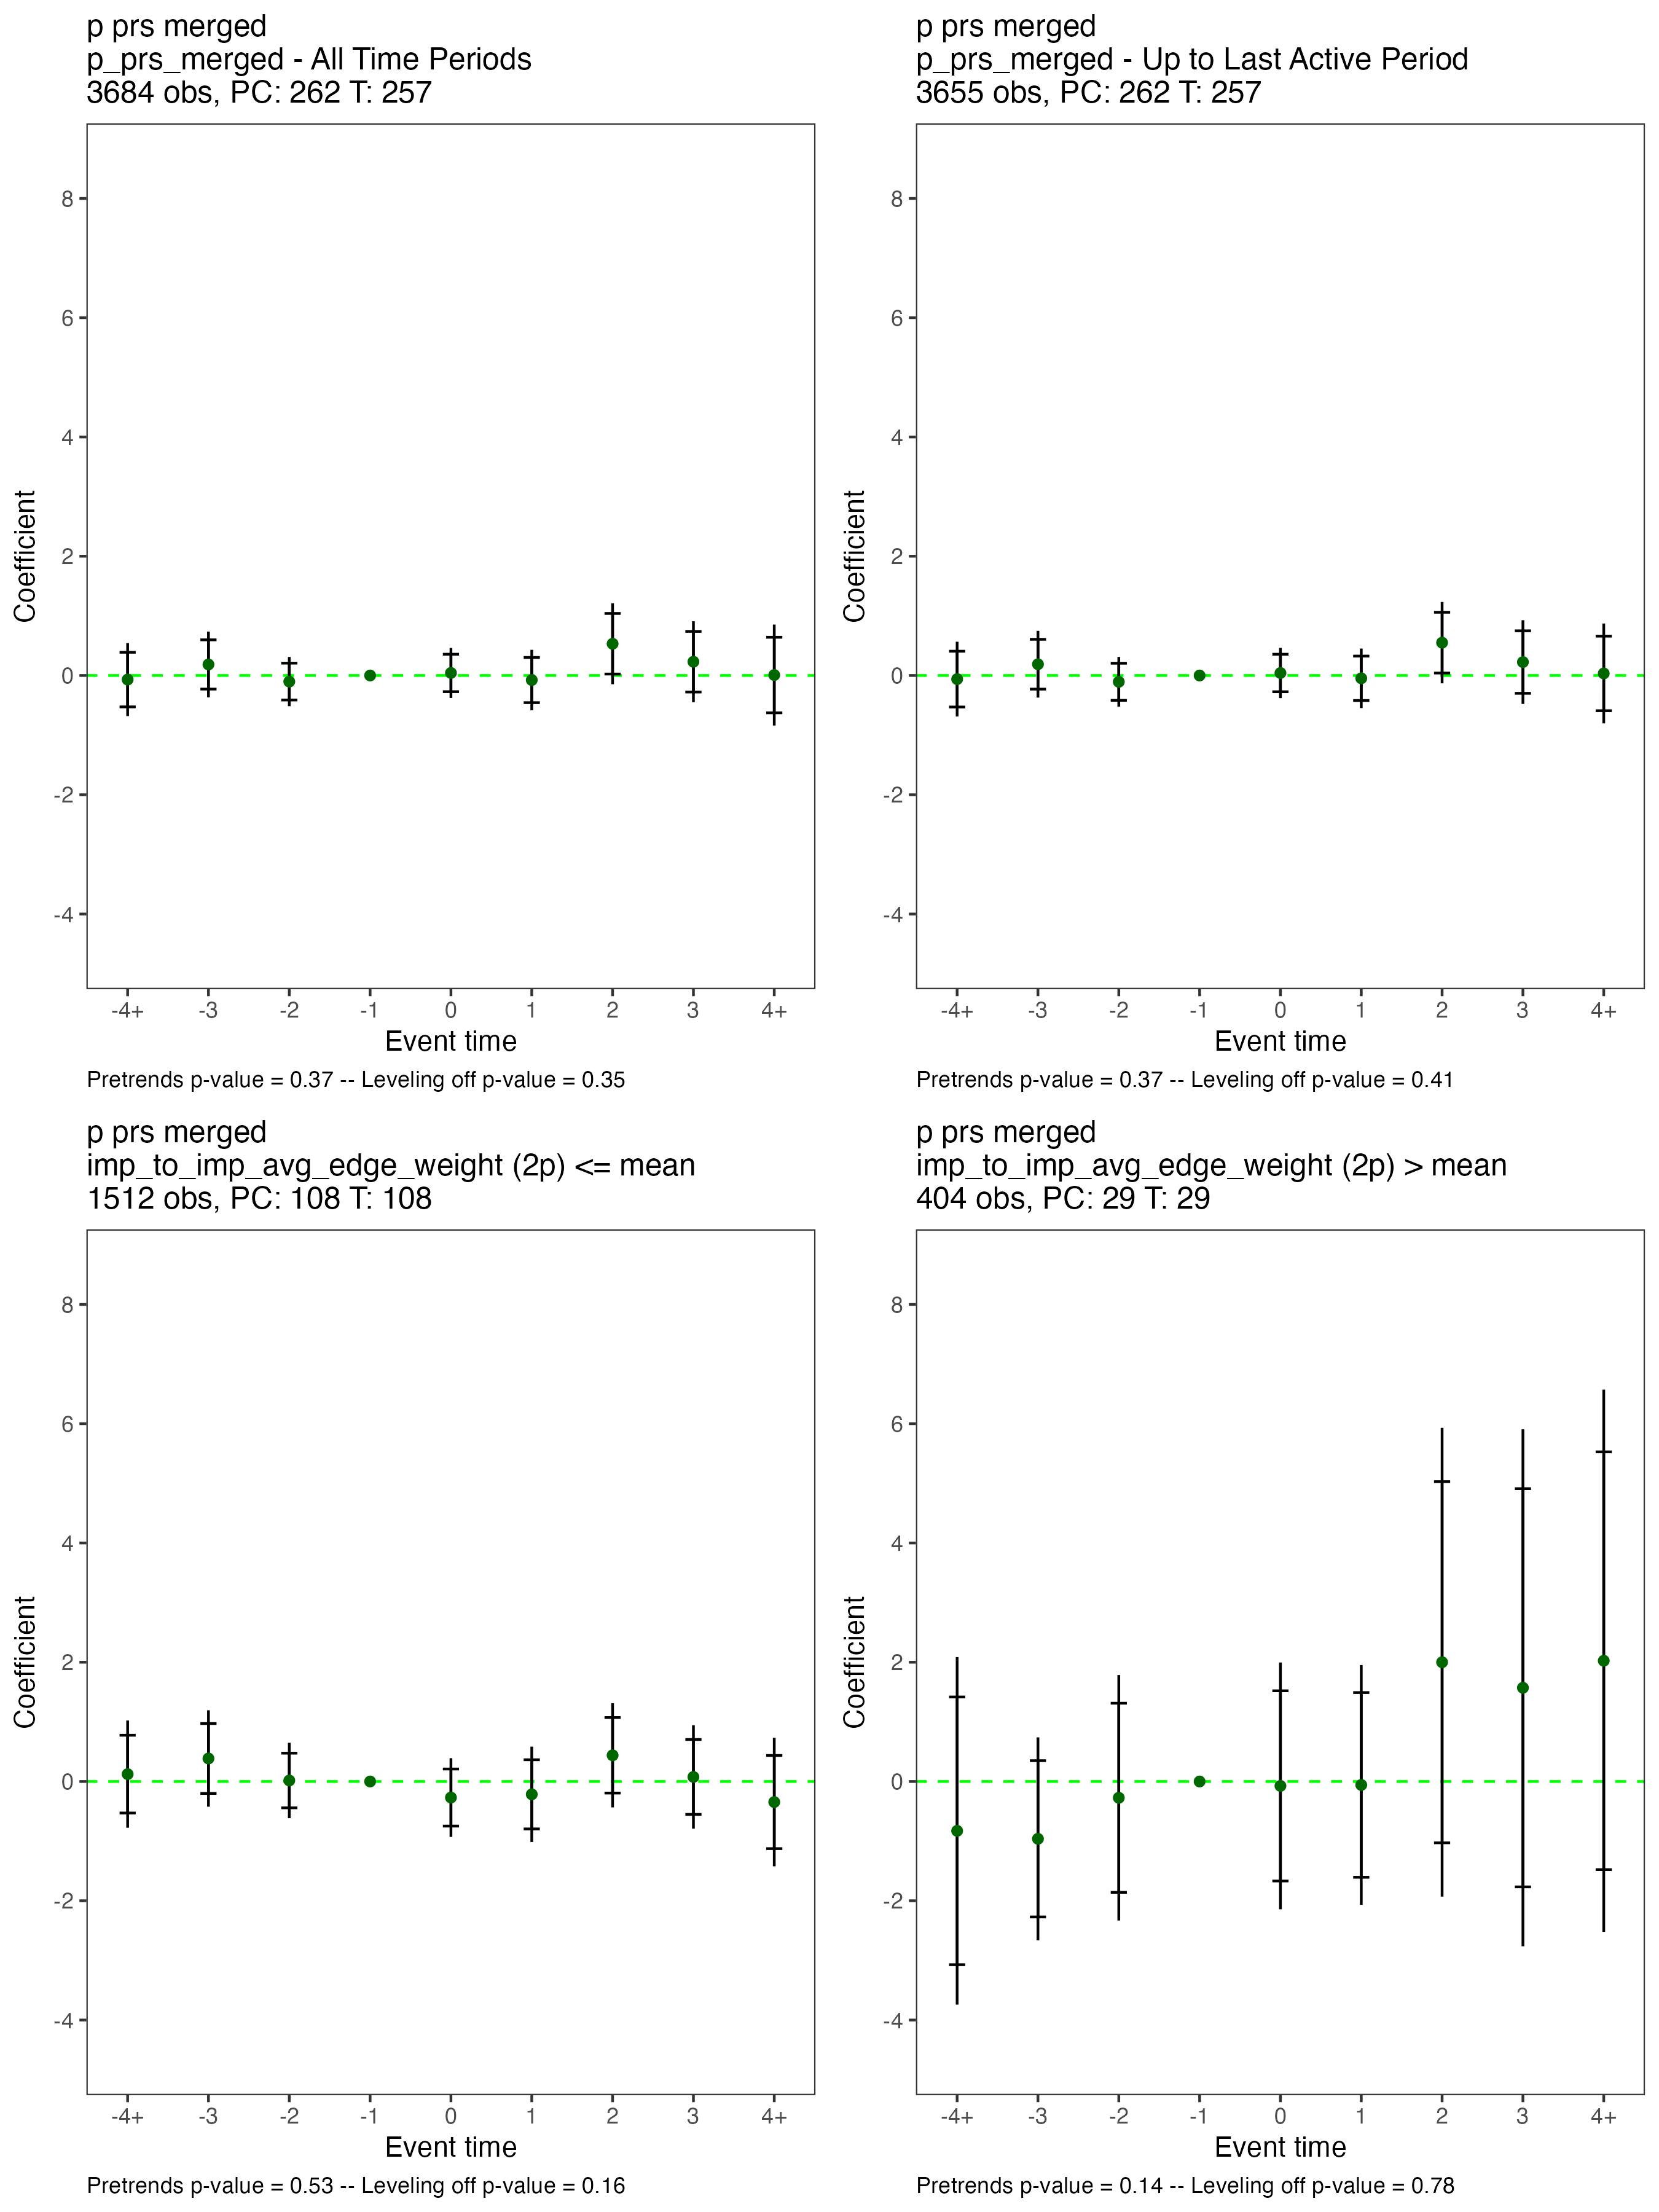 p prs merged
p_prs_merged - All Time Periods
3684 obs, PC: 262 T: 257
Coefficient
8
6
4
2
0
-2
-4
-4+ -3 -2 -1 0 1 2 3 4+
Event time
Pretrends p-value = 0.37 -- Leveling off p-value = 0.35
p prs merged
p_prs_merged - Up to Last Active Period
3655 obs, PC: 262 T: 257
Coefficient
8
6
4
2
0
-2
-4
-4+ -3 -2 -1 0 1 2 3 4+
Event time
Pretrends p-value = 0.37 -- Leveling off p-value = 0.41
p prs merged
imp_to_imp_avg_edge_weight (2p) <= mean
1512 obs, PC: 108 T: 108
Coefficient
8
6
4
2
0
-2
-4
-4+ -3 -2 -1 0 1 2 3 4+
Event time
Pretrends p-value = 0.53 -- Leveling off p-value = 0.16
p prs merged
imp_to_imp_avg_edge_weight (2p) > mean
404 obs, PC: 29 T: 29
Coefficient
8
6
4
2
0
-2
-4
-4+ -3 -2 -1 0 1 2 3 4+
Event time
Pretrends p-value = 0.14 -- Leveling off p-value = 0.78